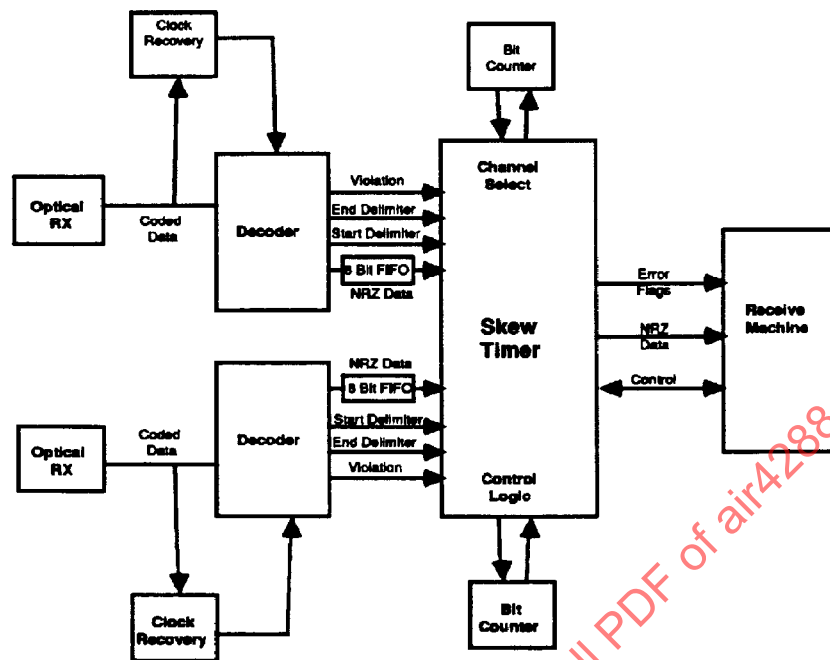 Clock
Recovery
Bit
Counter
Optical
RX
Coded
Data
Decoder
Violation
End Delimiter
Start Delimiter
8 Bit FIFO
NRZ Data
Channel
Select
Skew
Timer
Error
Flags
NRZ
Data
Control
Receive
Machine
NRZ Data
8 Bit FIFO
Start Delimiter
End Delimiter
Violation
Optical
RX
Coded
Data
Decoder
Control
Logic
Clock
Recovery
Bit
Counter
PDF of air4288